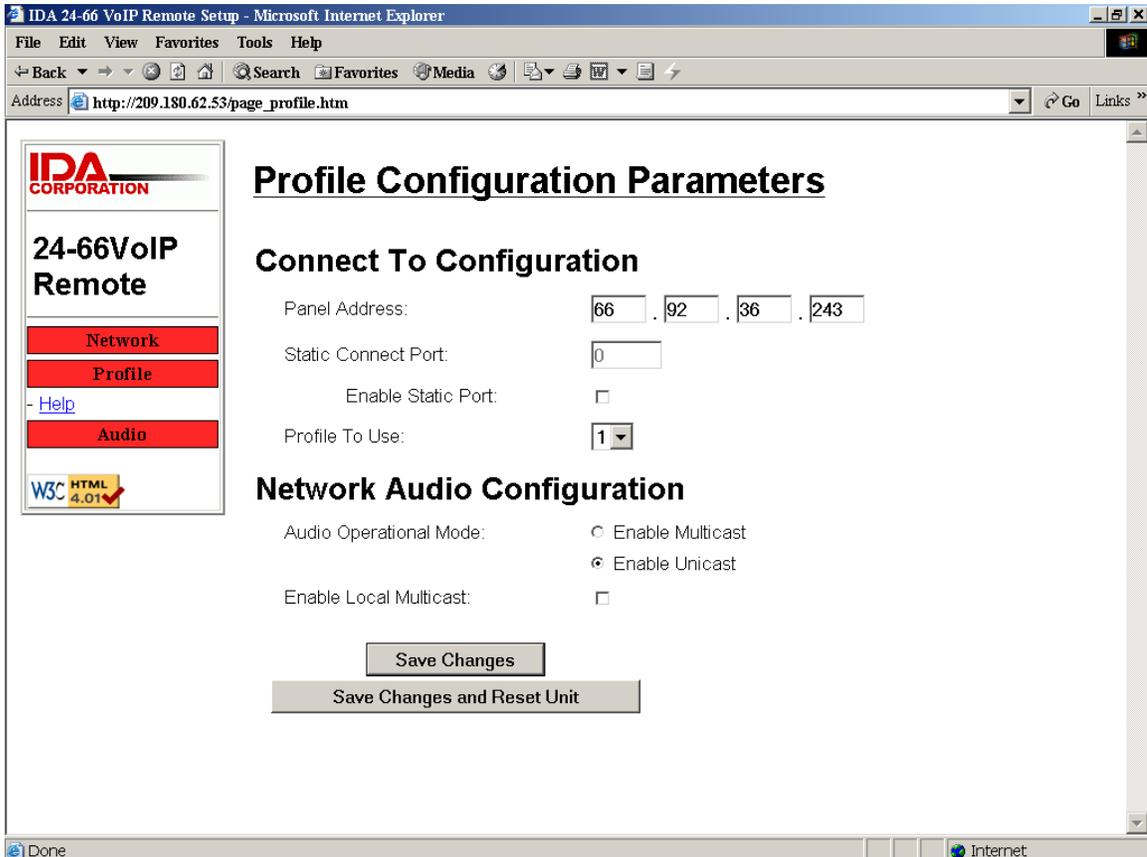 IDA 24-66 VoIP Remote Setup - Microsoft Internet Explorer
File Edit View Favorites Tools Help
Back Search Favorites Media
Address http://209.180.62.53/page_profile.htm Go Links »
IDA
CORPORATION
24-66VoIP
Remote
Network
Profile
- Help
Audio
W3C HTML
4.01
Profile Configuration Parameters
Connect To Configuration
Panel Address: 66 . 92 . 36 . 243
Static Connect Port: 0
Enable Static Port:
Profile To Use: 1
Network Audio Configuration
Audio Operational Mode: Enable Multicast
Enable Unicast
Enable Local Multicast:
Save Changes
Save Changes and Reset Unit
Done Internet